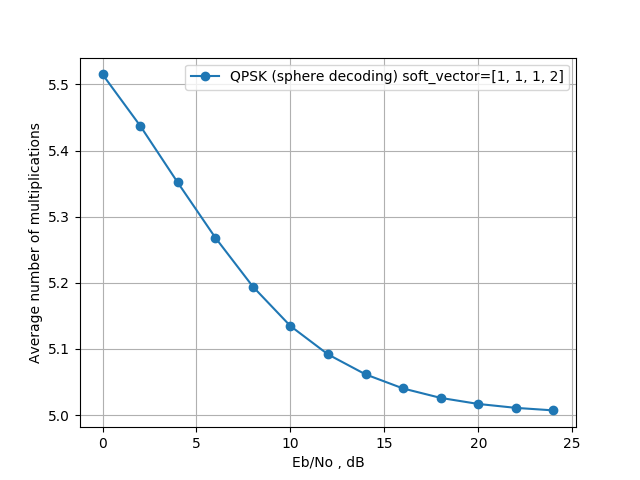 QPSK (sphere decoding) soft_vector=[1, 1, 1, 2]
5.5
5.4
5.3
5.2
5.1
5.0
Average number of multiplications
0 5 10 15 20 25
Eb/No , dB